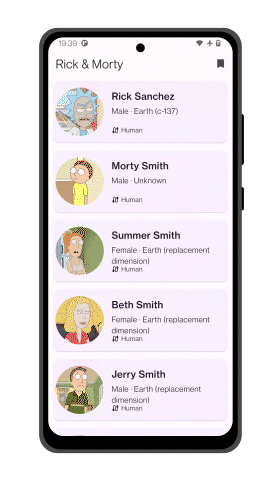 19:39
Rick & Morty
Rick Sanchez
Male · Earth (c-137)
Human
Morty Smith
Male · Unknown
Human
Summer Smith
Female · Earth (replacement
dimension)
Human
Beth Smith
Female · Earth (replacement
dimension)
Human
Jerry Smith
Male · Earth (replacement
dimension)
Human